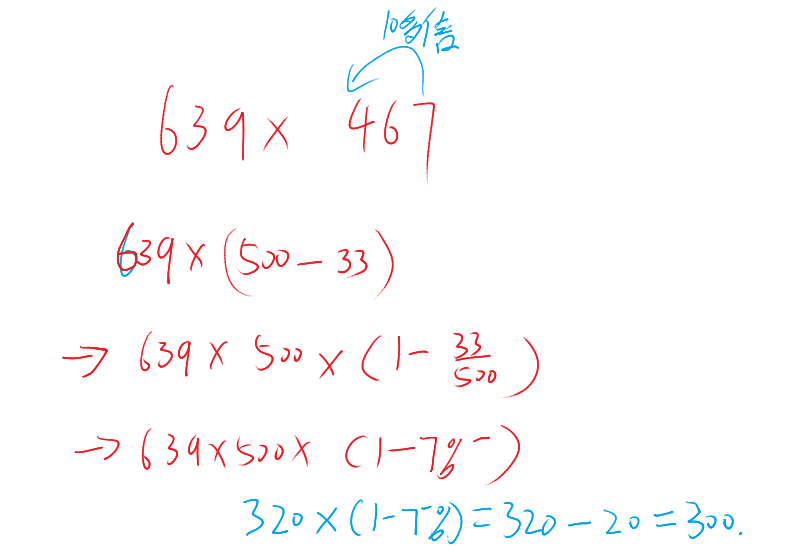 10多倍
639 × 467
639 × (500 - 33)
→ 639 × 500 × (1 - 33/500)
→ 639 × 500 × (1 - 7%⁻)
320 × (1 - 7⁻%) = 320 - 20 = 300.